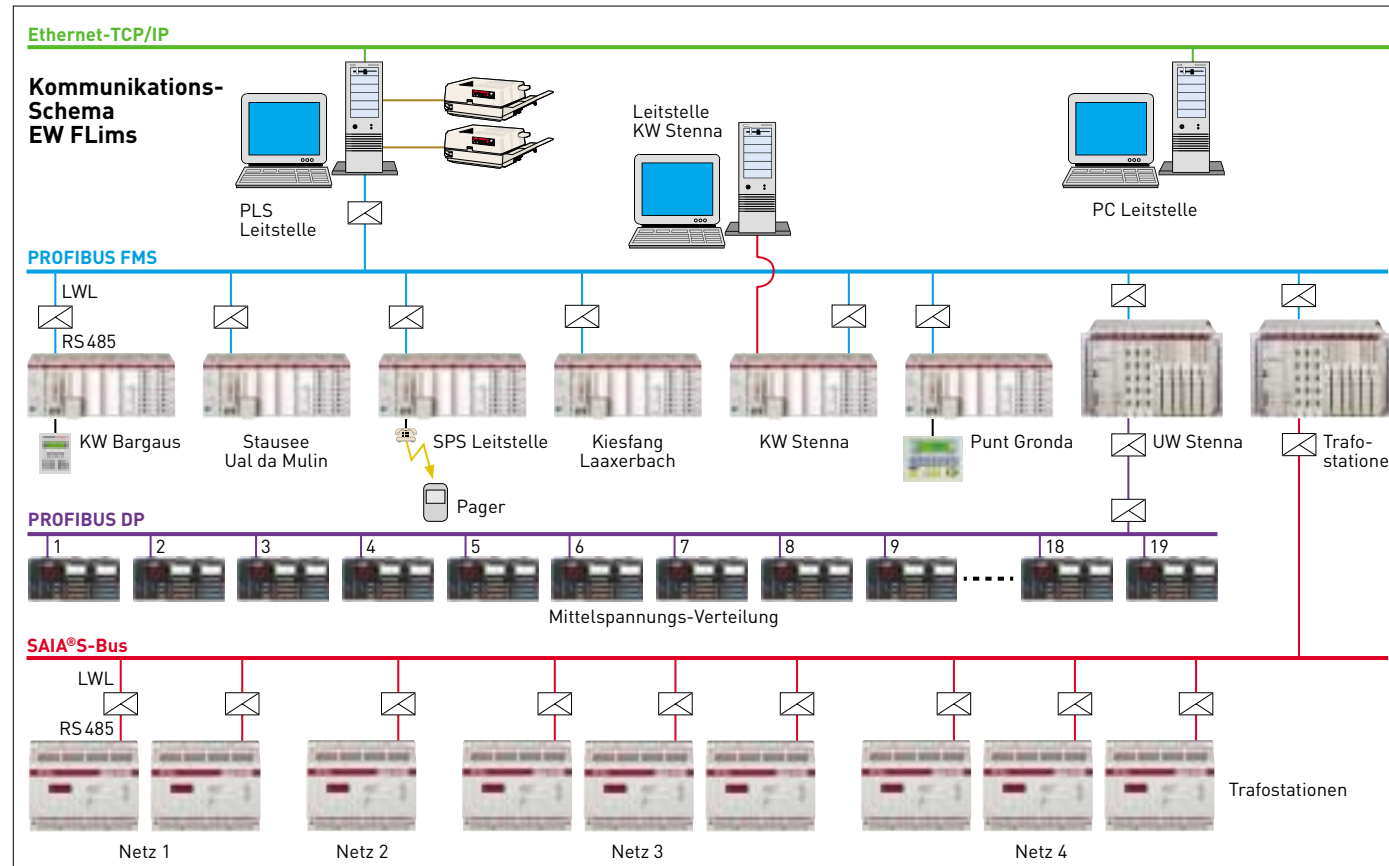 Ethernet-TCP/IP
Kommunikations-
Schema
EW FLims
Leitstelle
KW Stenna
PLS
Leitstelle
PC Leitstelle
PROFIBUS FMS
LWL
RS 485
KW Bargaus
Stausee
Ual da Mulin
SPS Leitstelle
Kiesfang
Laaxerbach
KW Stenna
Punt Gronda
UW Stenna
Trafo-
statione
Pager
PROFIBUS DP
1 2 3 4 5 6 7 8 9 18 19
Mittelspannungs-Verteilung
SAIA®S-Bus
LWL
RS 485
Trafostationen
Netz 1 Netz 2 Netz 3 Netz 4